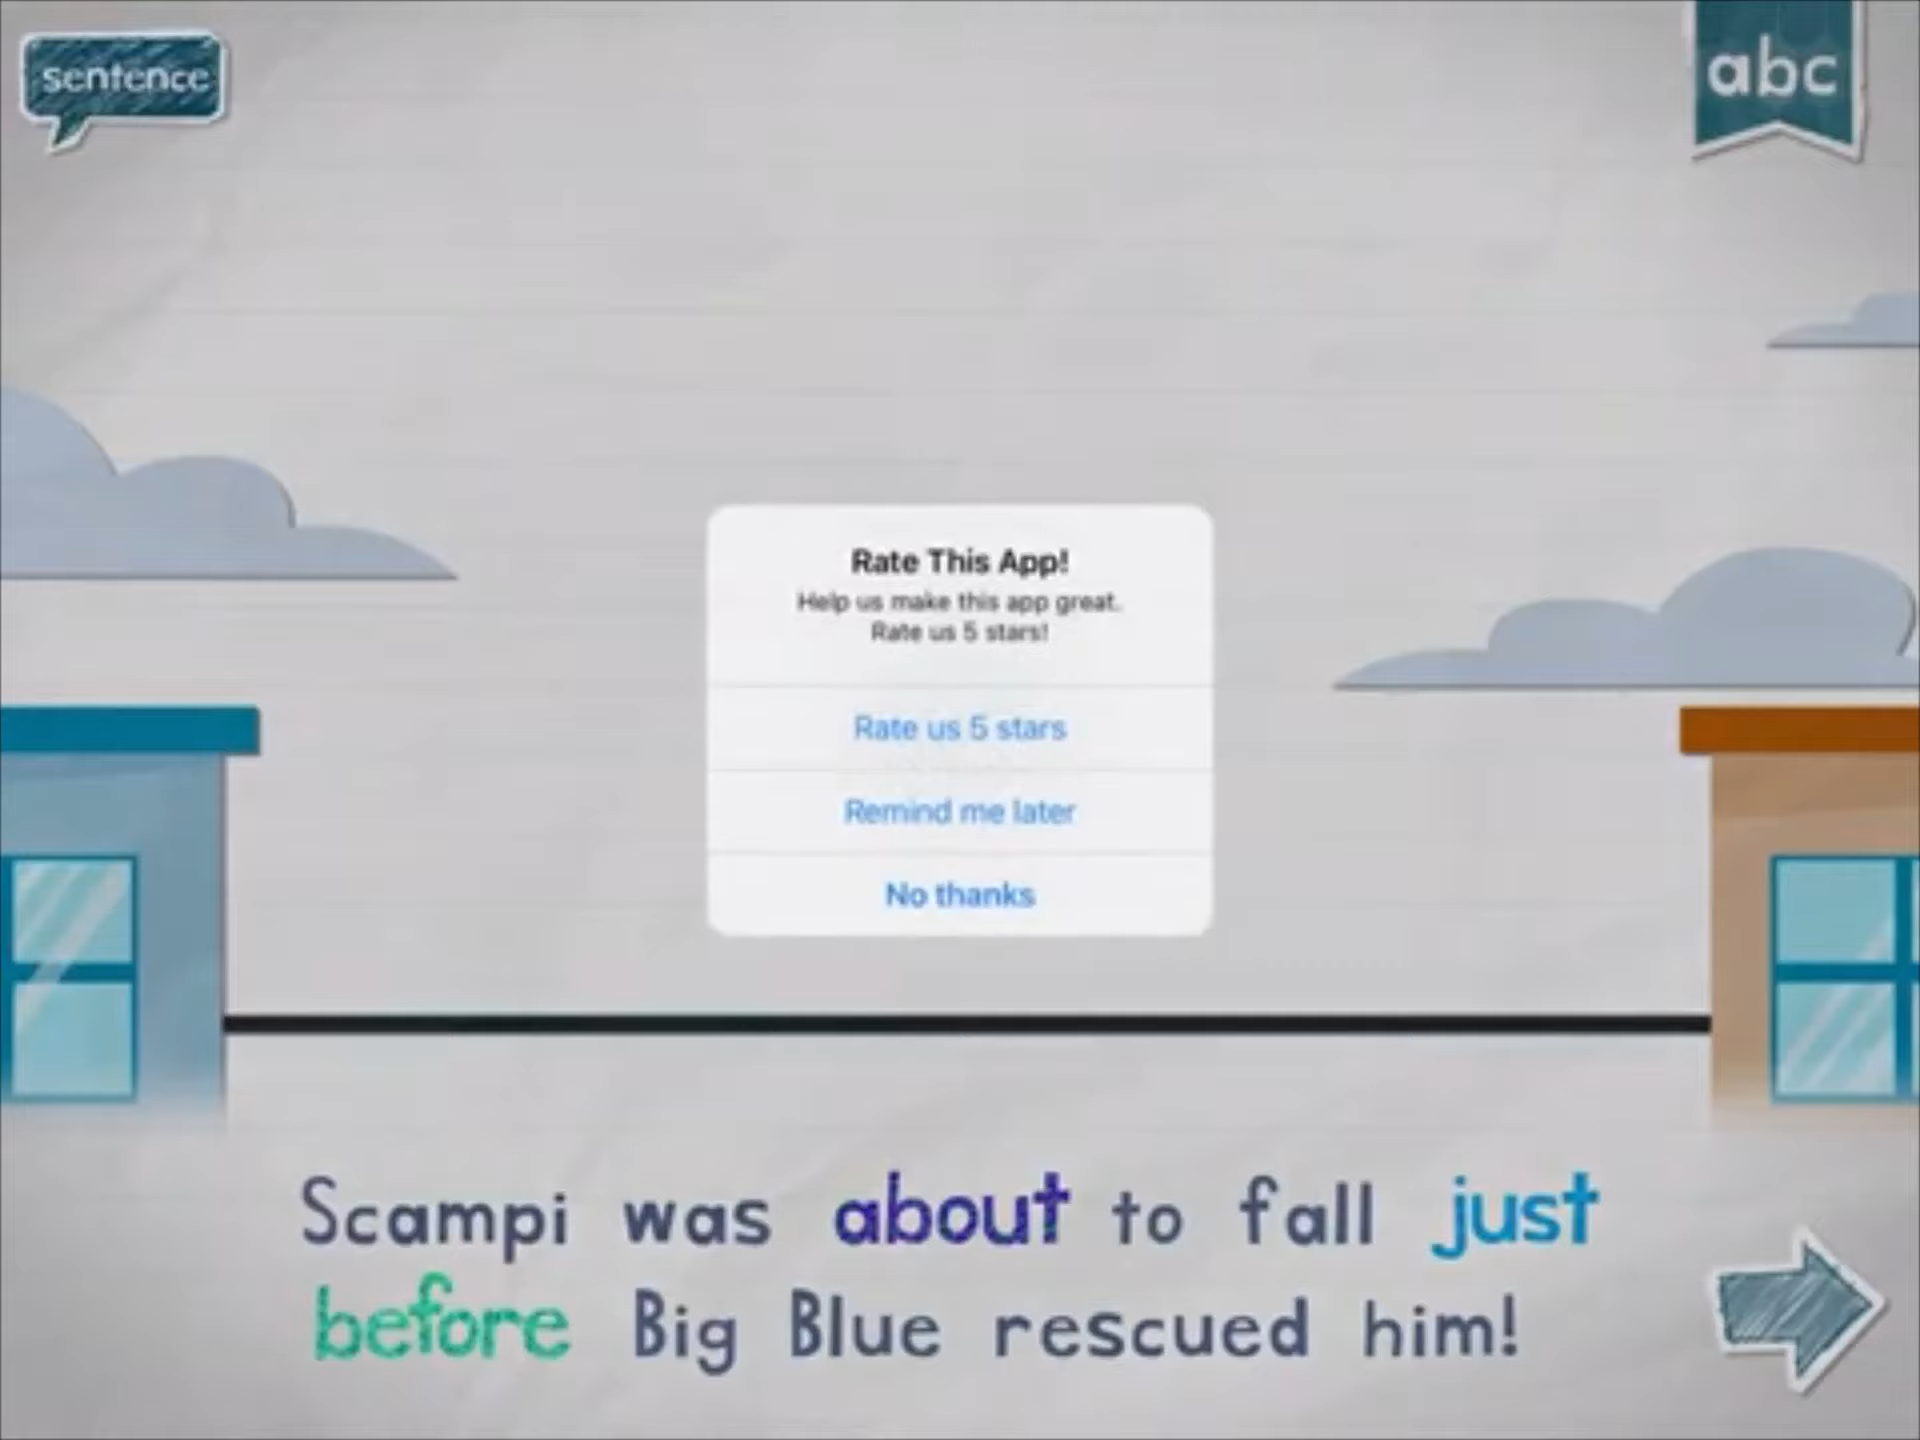 sentence
abc
Rate This App!
Help us make this app great.
Rate us 5 stars!
Rate us 5 stars
Remind me later
No thanks
Scampi was about to fall just
before Big Blue rescued him!